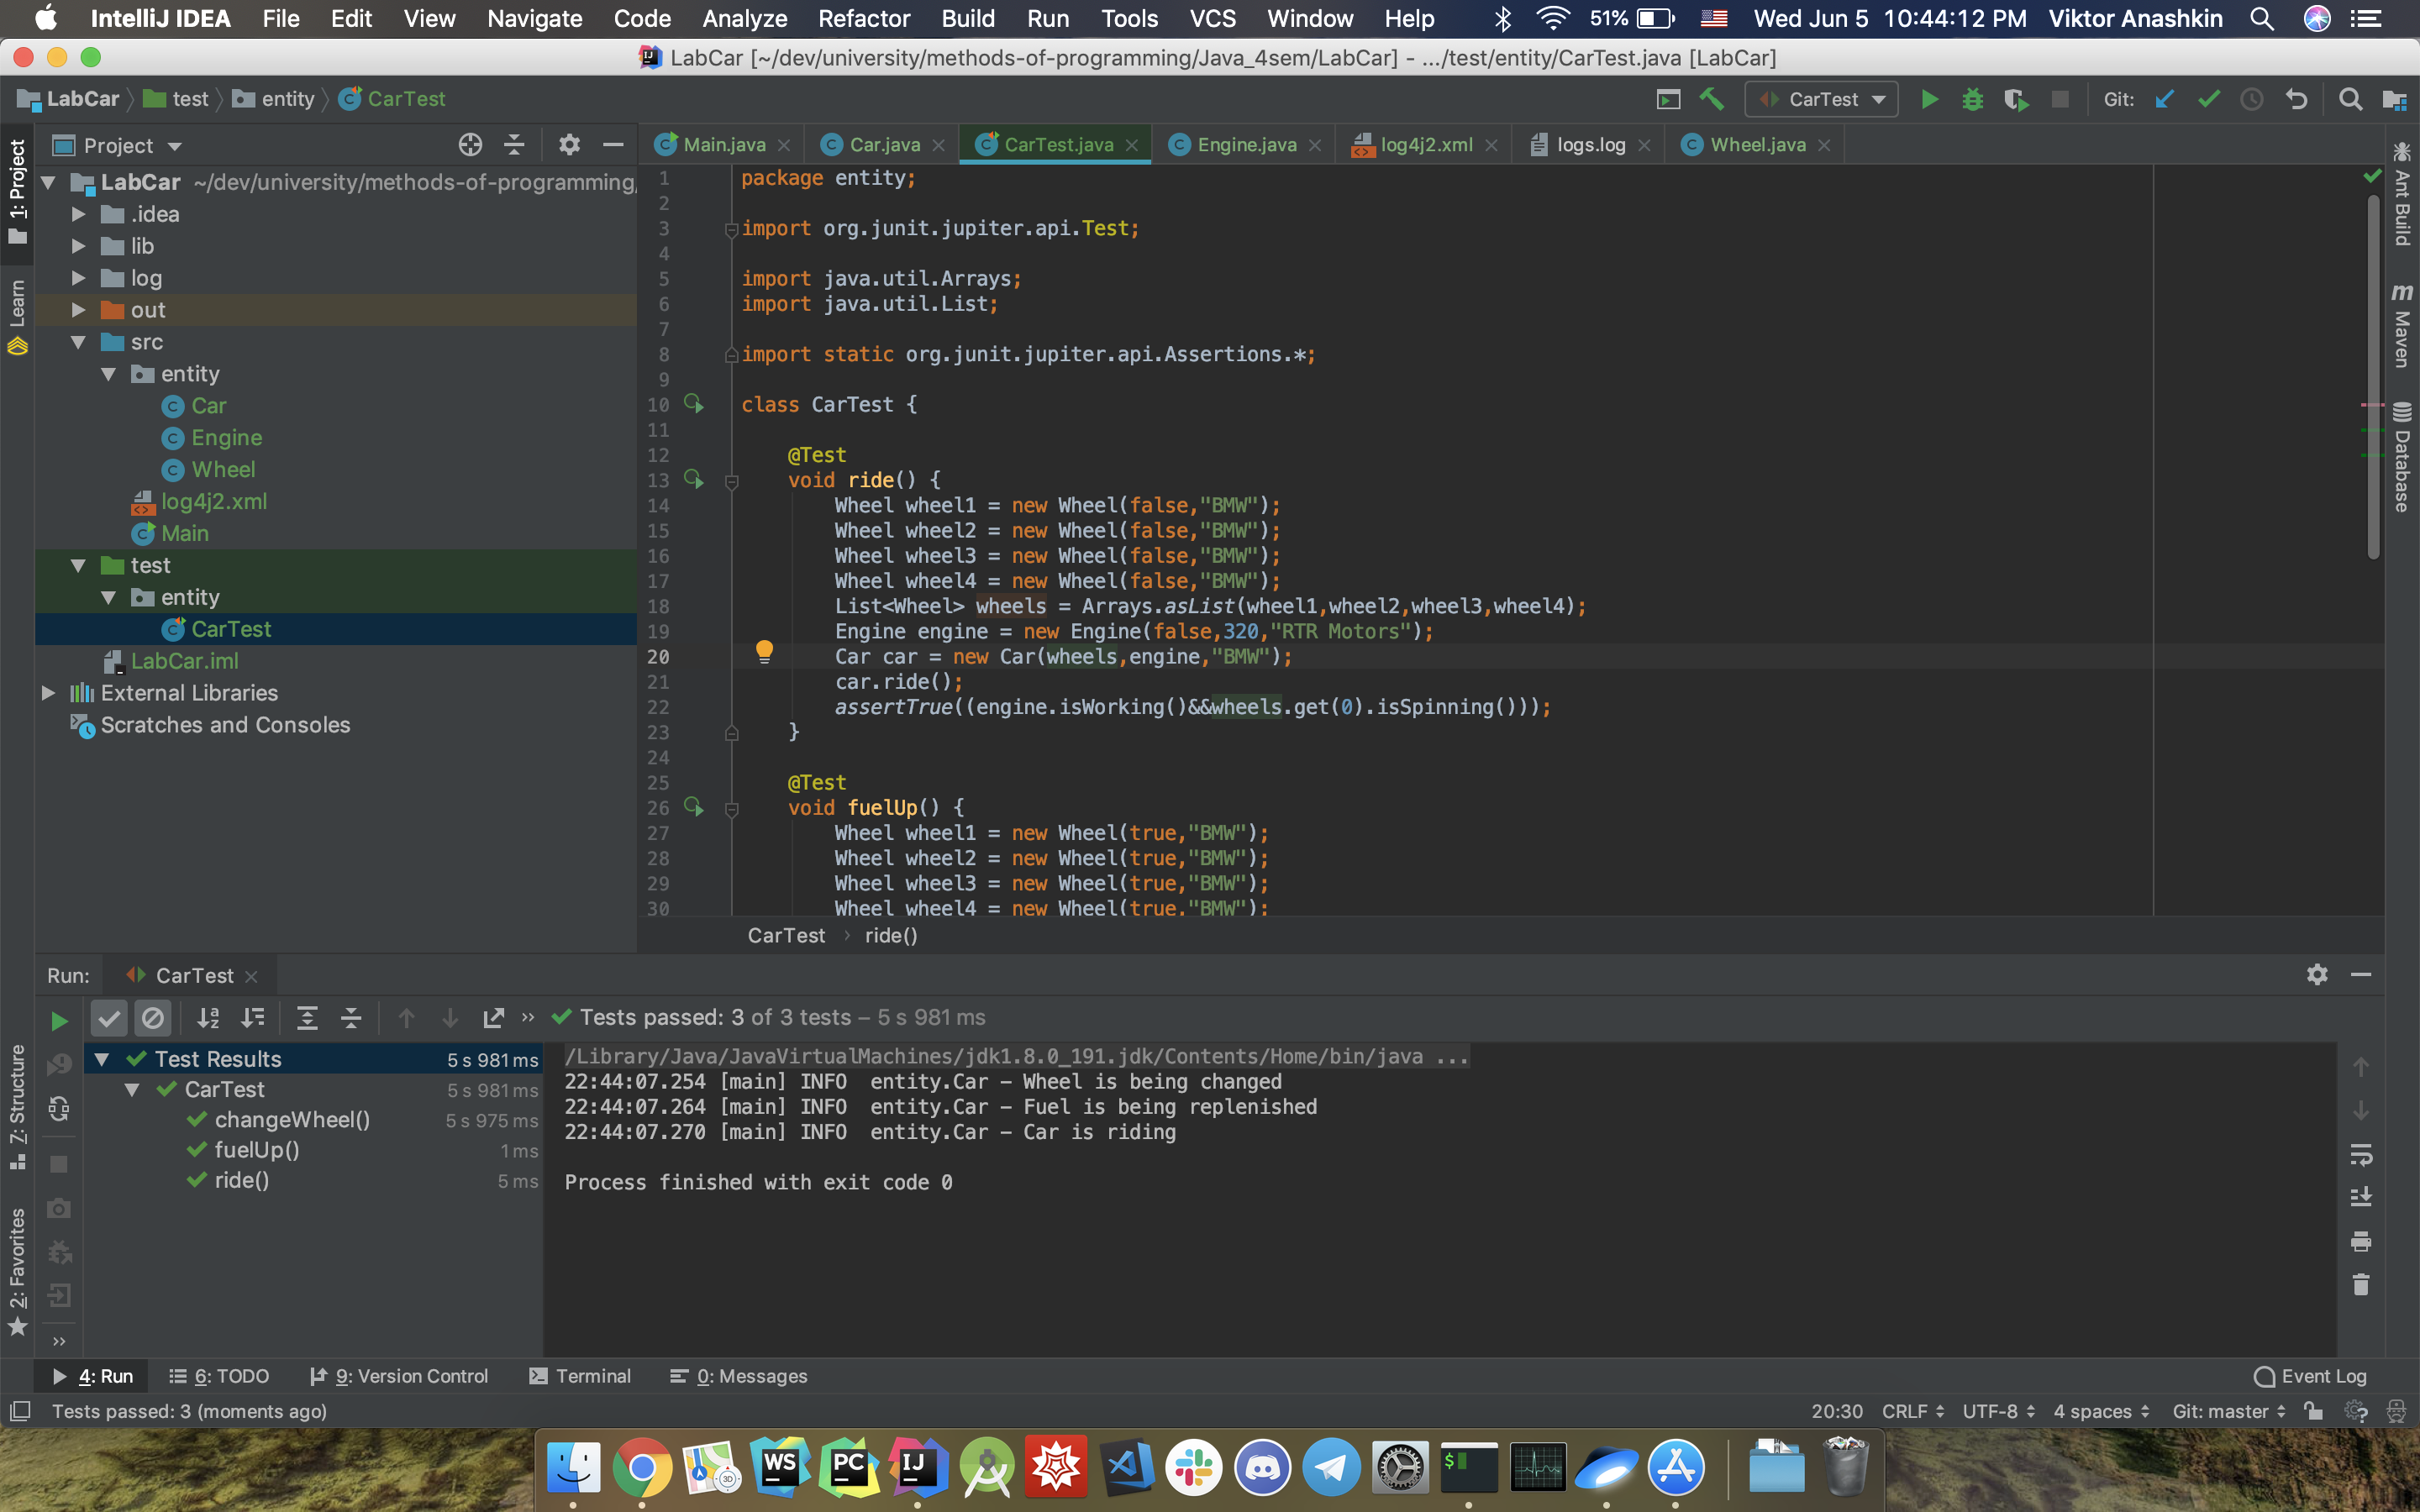 IntelliJ IDEA File Edit View Navigate Code Analyze Refactor Build Run Tools VCS Window Help 51% Wed Jun 5 10:44:12 PM Viktor Anashkin
LabCar [~/dev/university/methods-of-programming/Java_4sem/LabCar] - .../test/entity/CarTest.java [LabCar]
LabCar test entity CarTest CarTest Git:
Project
Main.java Car.java CarTest.java Engine.java log4j2.xml logs.log Wheel.java
1: Project
Learn
7: Structure
2: Favorites
LabCar ~/dev/university/methods-of-programming/
.idea
lib
log
out
src
entity
Car
Engine
Wheel
log4j2.xml
Main
test
entity
CarTest
LabCar.iml
External Libraries
Scratches and Consoles
1 package entity;
2
3 import org.junit.jupiter.api.Test;
4
5 import java.util.Arrays;
6 import java.util.List;
7
8 import static org.junit.jupiter.api.Assertions.*;
9
10 class CarTest {
11
12 @Test
13 void ride() {
14 Wheel wheel1 = new Wheel(false,"BMW");
15 Wheel wheel2 = new Wheel(false,"BMW");
16 Wheel wheel3 = new Wheel(false,"BMW");
17 Wheel wheel4 = new Wheel(false,"BMW");
18 List<Wheel> wheels = Arrays.asList(wheel1,wheel2,wheel3,wheel4);
19 Engine engine = new Engine(false,320,"RTR Motors");
20 Car car = new Car(wheels,engine,"BMW");
21 car.ride();
22 assertTrue((engine.isWorking()&&wheels.get(0).isSpinning()));
23 }
24
25 @Test
26 void fuelUp() {
27 Wheel wheel1 = new Wheel(true,"BMW");
28 Wheel wheel2 = new Wheel(true,"BMW");
29 Wheel wheel3 = new Wheel(true,"BMW");
30 Wheel wheel4 = new Wheel(true,"BMW");
CarTest › ride()
Ant Build
m Maven
Database
Run: CarTest
» Tests passed: 3 of 3 tests – 5 s 981 ms
Test Results 5 s 981 ms
CarTest 5 s 981 ms
changeWheel() 5 s 975 ms
fuelUp() 1 ms
ride() 5 ms
/Library/Java/JavaVirtualMachines/jdk1.8.0_191.jdk/Contents/Home/bin/java ...
22:44:07.254 [main] INFO entity.Car – Wheel is being changed
22:44:07.264 [main] INFO entity.Car – Fuel is being replenished
22:44:07.270 [main] INFO entity.Car – Car is riding
Process finished with exit code 0
»
4: Run 6: TODO 9: Version Control Terminal 0: Messages Event Log
Tests passed: 3 (moments ago) 20:30 CRLF UTF-8 4 spaces Git: master
3D WS PC IJ $